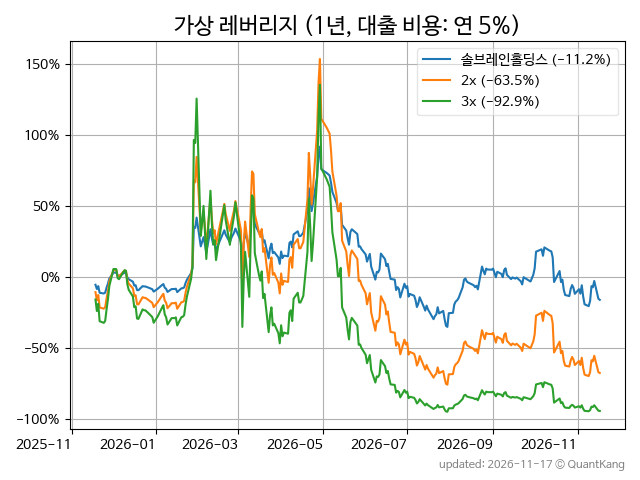 가상 레버리지 (1년, 대출 비용: 연 5%)
솔브레인홀딩스 (−11.2%)
2x (−63.5%)
3x (−92.9%)
150%
100%
50%
0%
−50%
−100%
2025-11 2026-01 2026-03 2026-05 2026-07 2026-09 2026-11
updated: 2026-11-17 © QuantKang